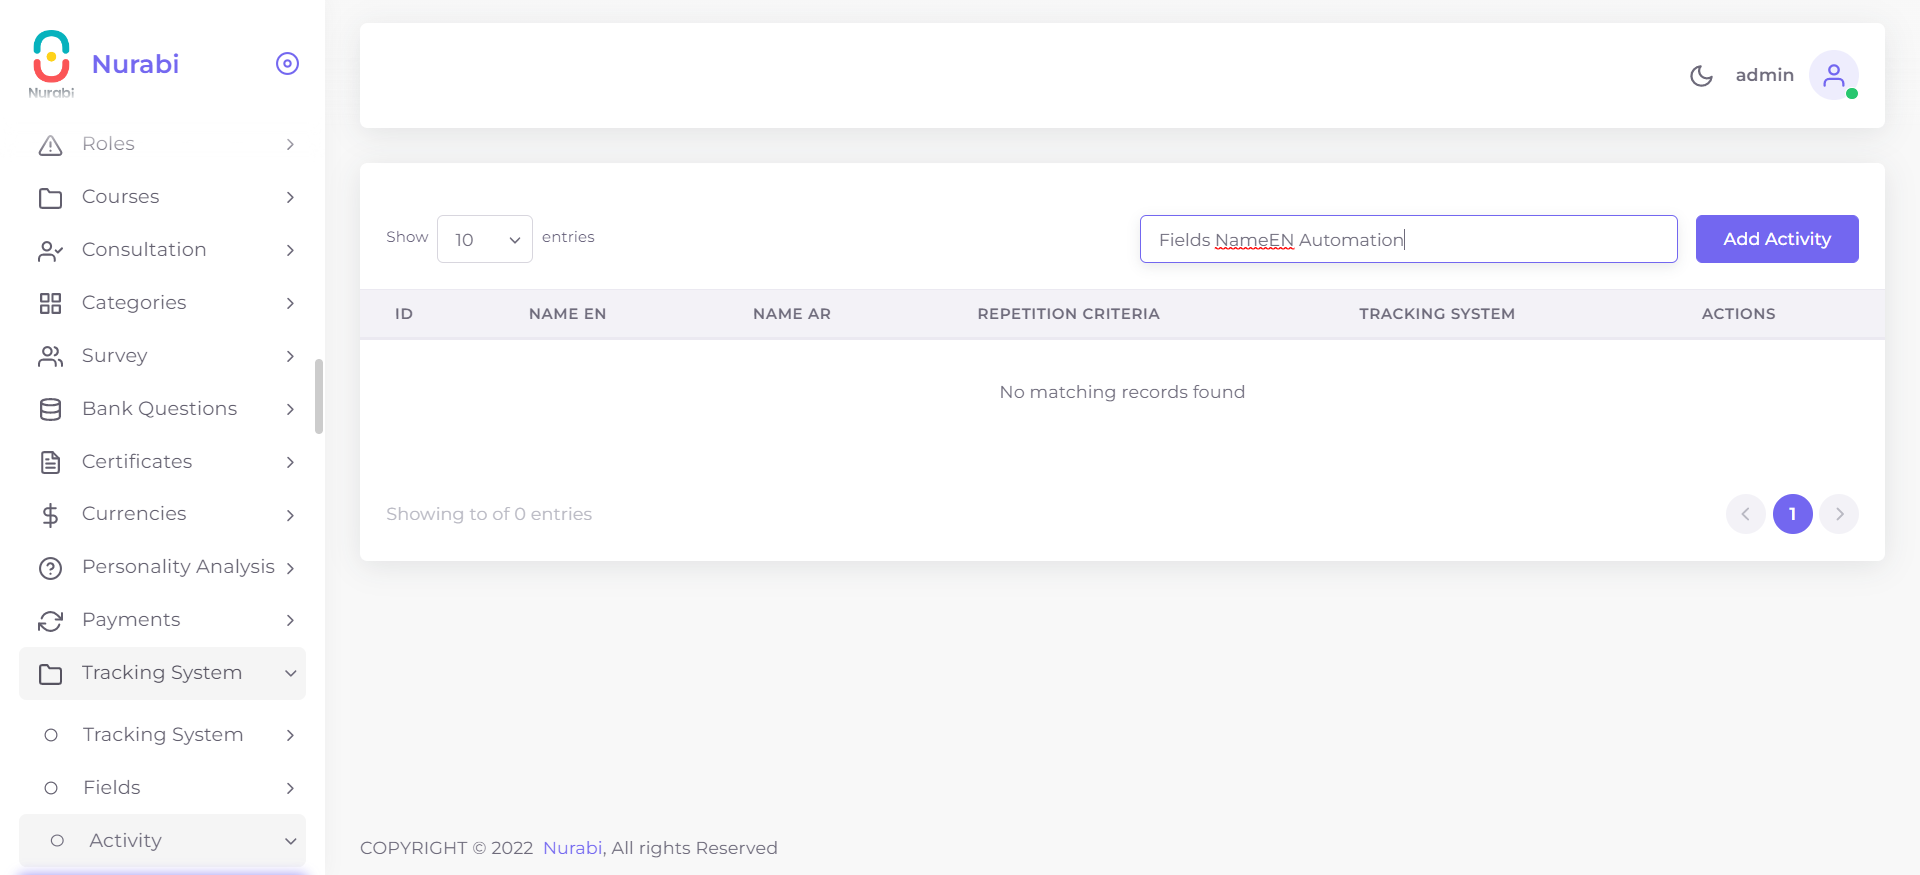 Nurabi
Nurabi
Roles
Courses
Consultation
Categories
Survey
Bank Questions
Certificates
Currencies
Personality Analysis
Payments
Tracking System
Tracking System
Fields
Activity
admin
Show 10 entries
Fields NameEN Automation
Add Activity
ID NAME EN NAME AR REPETITION CRITERIA TRACKING SYSTEM ACTIONS
No matching records found
Showing to of 0 entries
1
COPYRIGHT © 2022 Nurabi, All rights Reserved